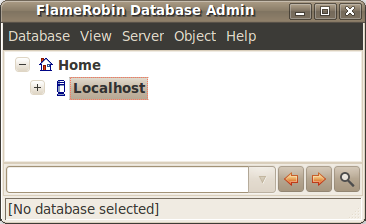 FlameRobin Database Admin
Database View Server Object Help
Home
Localhost
[No database selected]